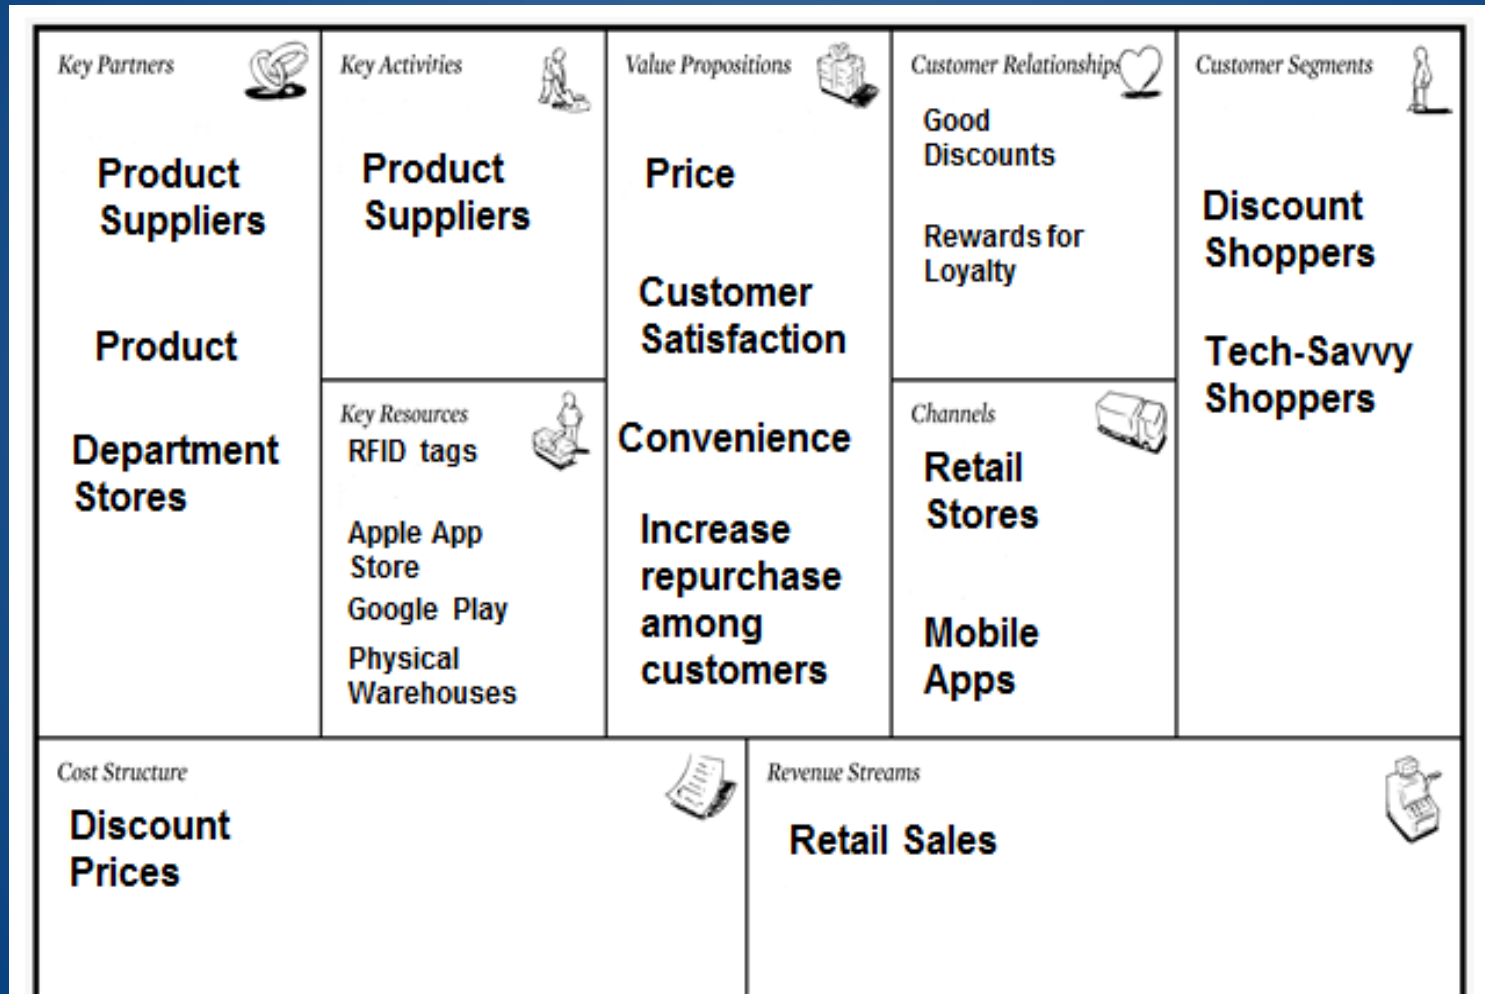 Key Partners
Product
Suppliers
Product
Department
Stores
Key Activiries
Product
Suppliers
Key Resources
RFID tags
Apple App
Store
Google Play
Physical
Warehouses
Value Propositions
Price
Customer
Satisfaction
Convenience
Increase
repurchase
among
customers
Customer Relationships
Good
Discounts
Rewards for
Loyalty
Channels
Retail
Stores
Mobile
Apps
Customer Segments
Discount
Shoppers
Tech-Savvy
Shoppers
Cost Structure
Discount
Prices
Revenue Streams
Retail Sales